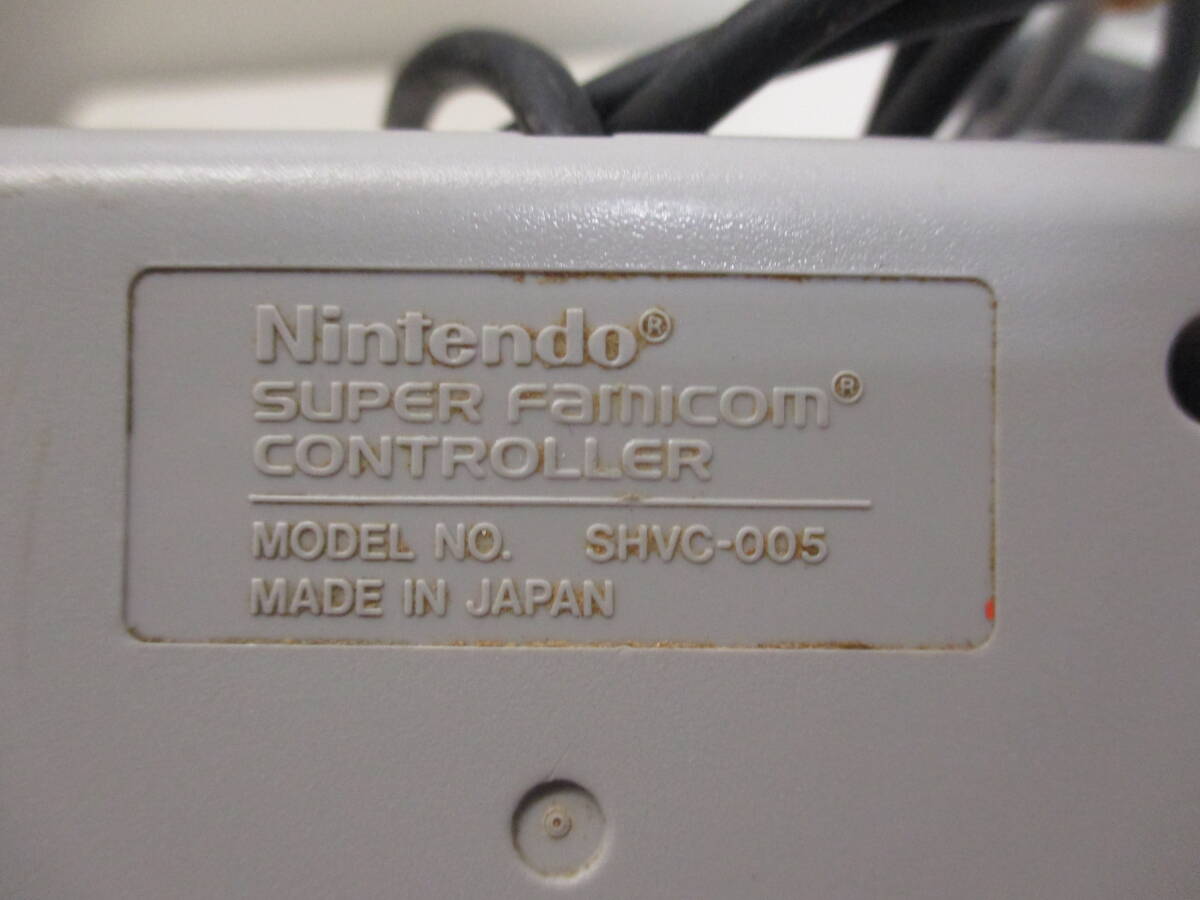 Nintendo®
SUPER Famicom®
CONTROLLER
MODEL NO. SHVC-005
MADE IN JAPAN